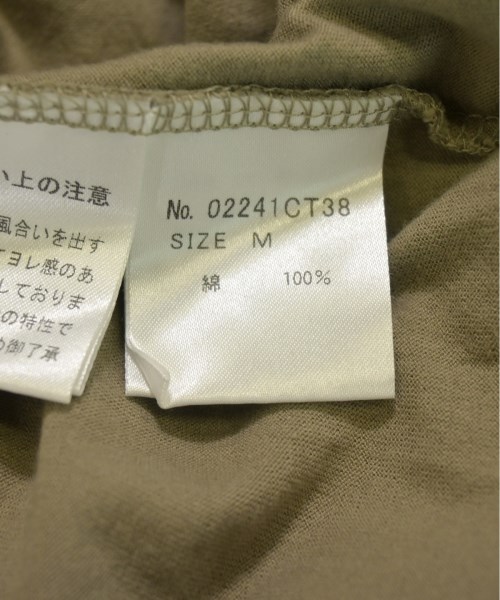 い上の注意
風合いを出す
ヨレ感のあ
しておりま
の特性で
御了承
No. 02241CT38
SIZE M
綿 100%